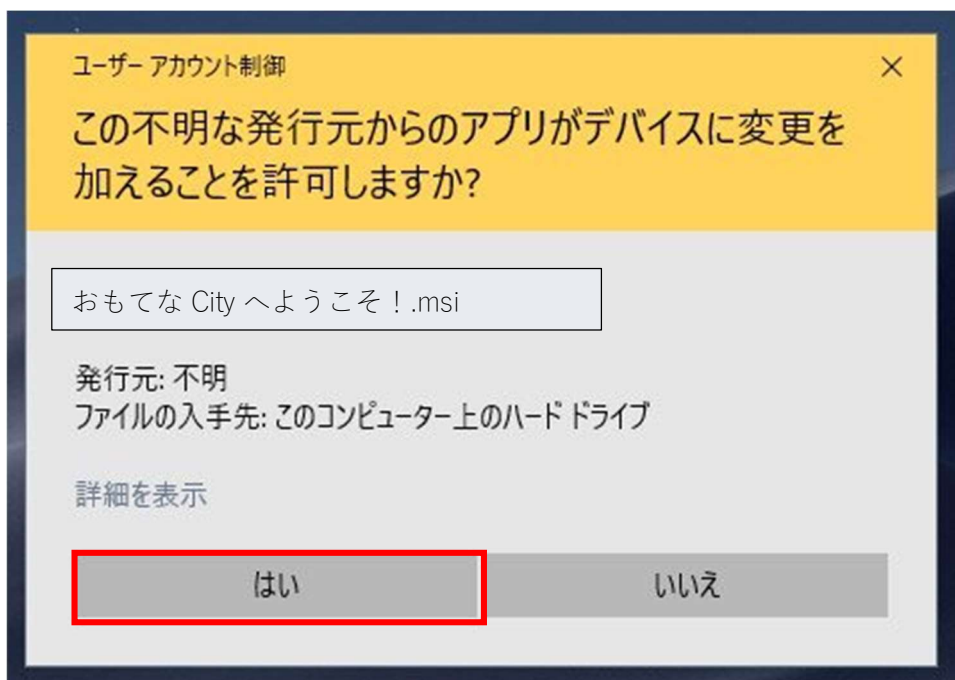 ユーザー アカウント制御
この不明な発行元からのアプリがデバイスに変更を
加えることを許可しますか?
おもてな City へようこそ！.msi
発行元: 不明
ファイルの入手先: このコンピューター上のハード ドライブ
詳細を表示
はい
いいえ